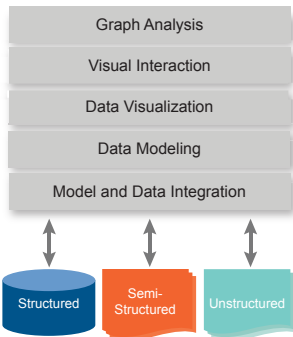 Graph Analysis
Visual Interaction
Data Visualization
Data Modeling
Model and Data Integration
Structured
Semi-
Structured
Unstructured